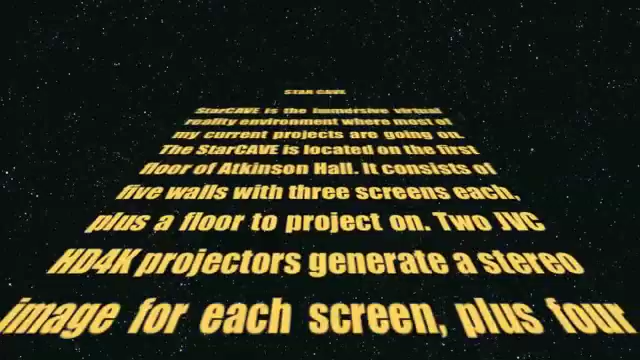 STAR CAVE
StarCAVE is the immersive virtual
reality environment where most of
my current projects are going on.
The StarCAVE is located on the first
floor of Atkinson Hall. It consists of
five walls with three screens each,
plus a floor to project on. Two JVC
HD4K projectors generate a stereo
image for each screen, plus four